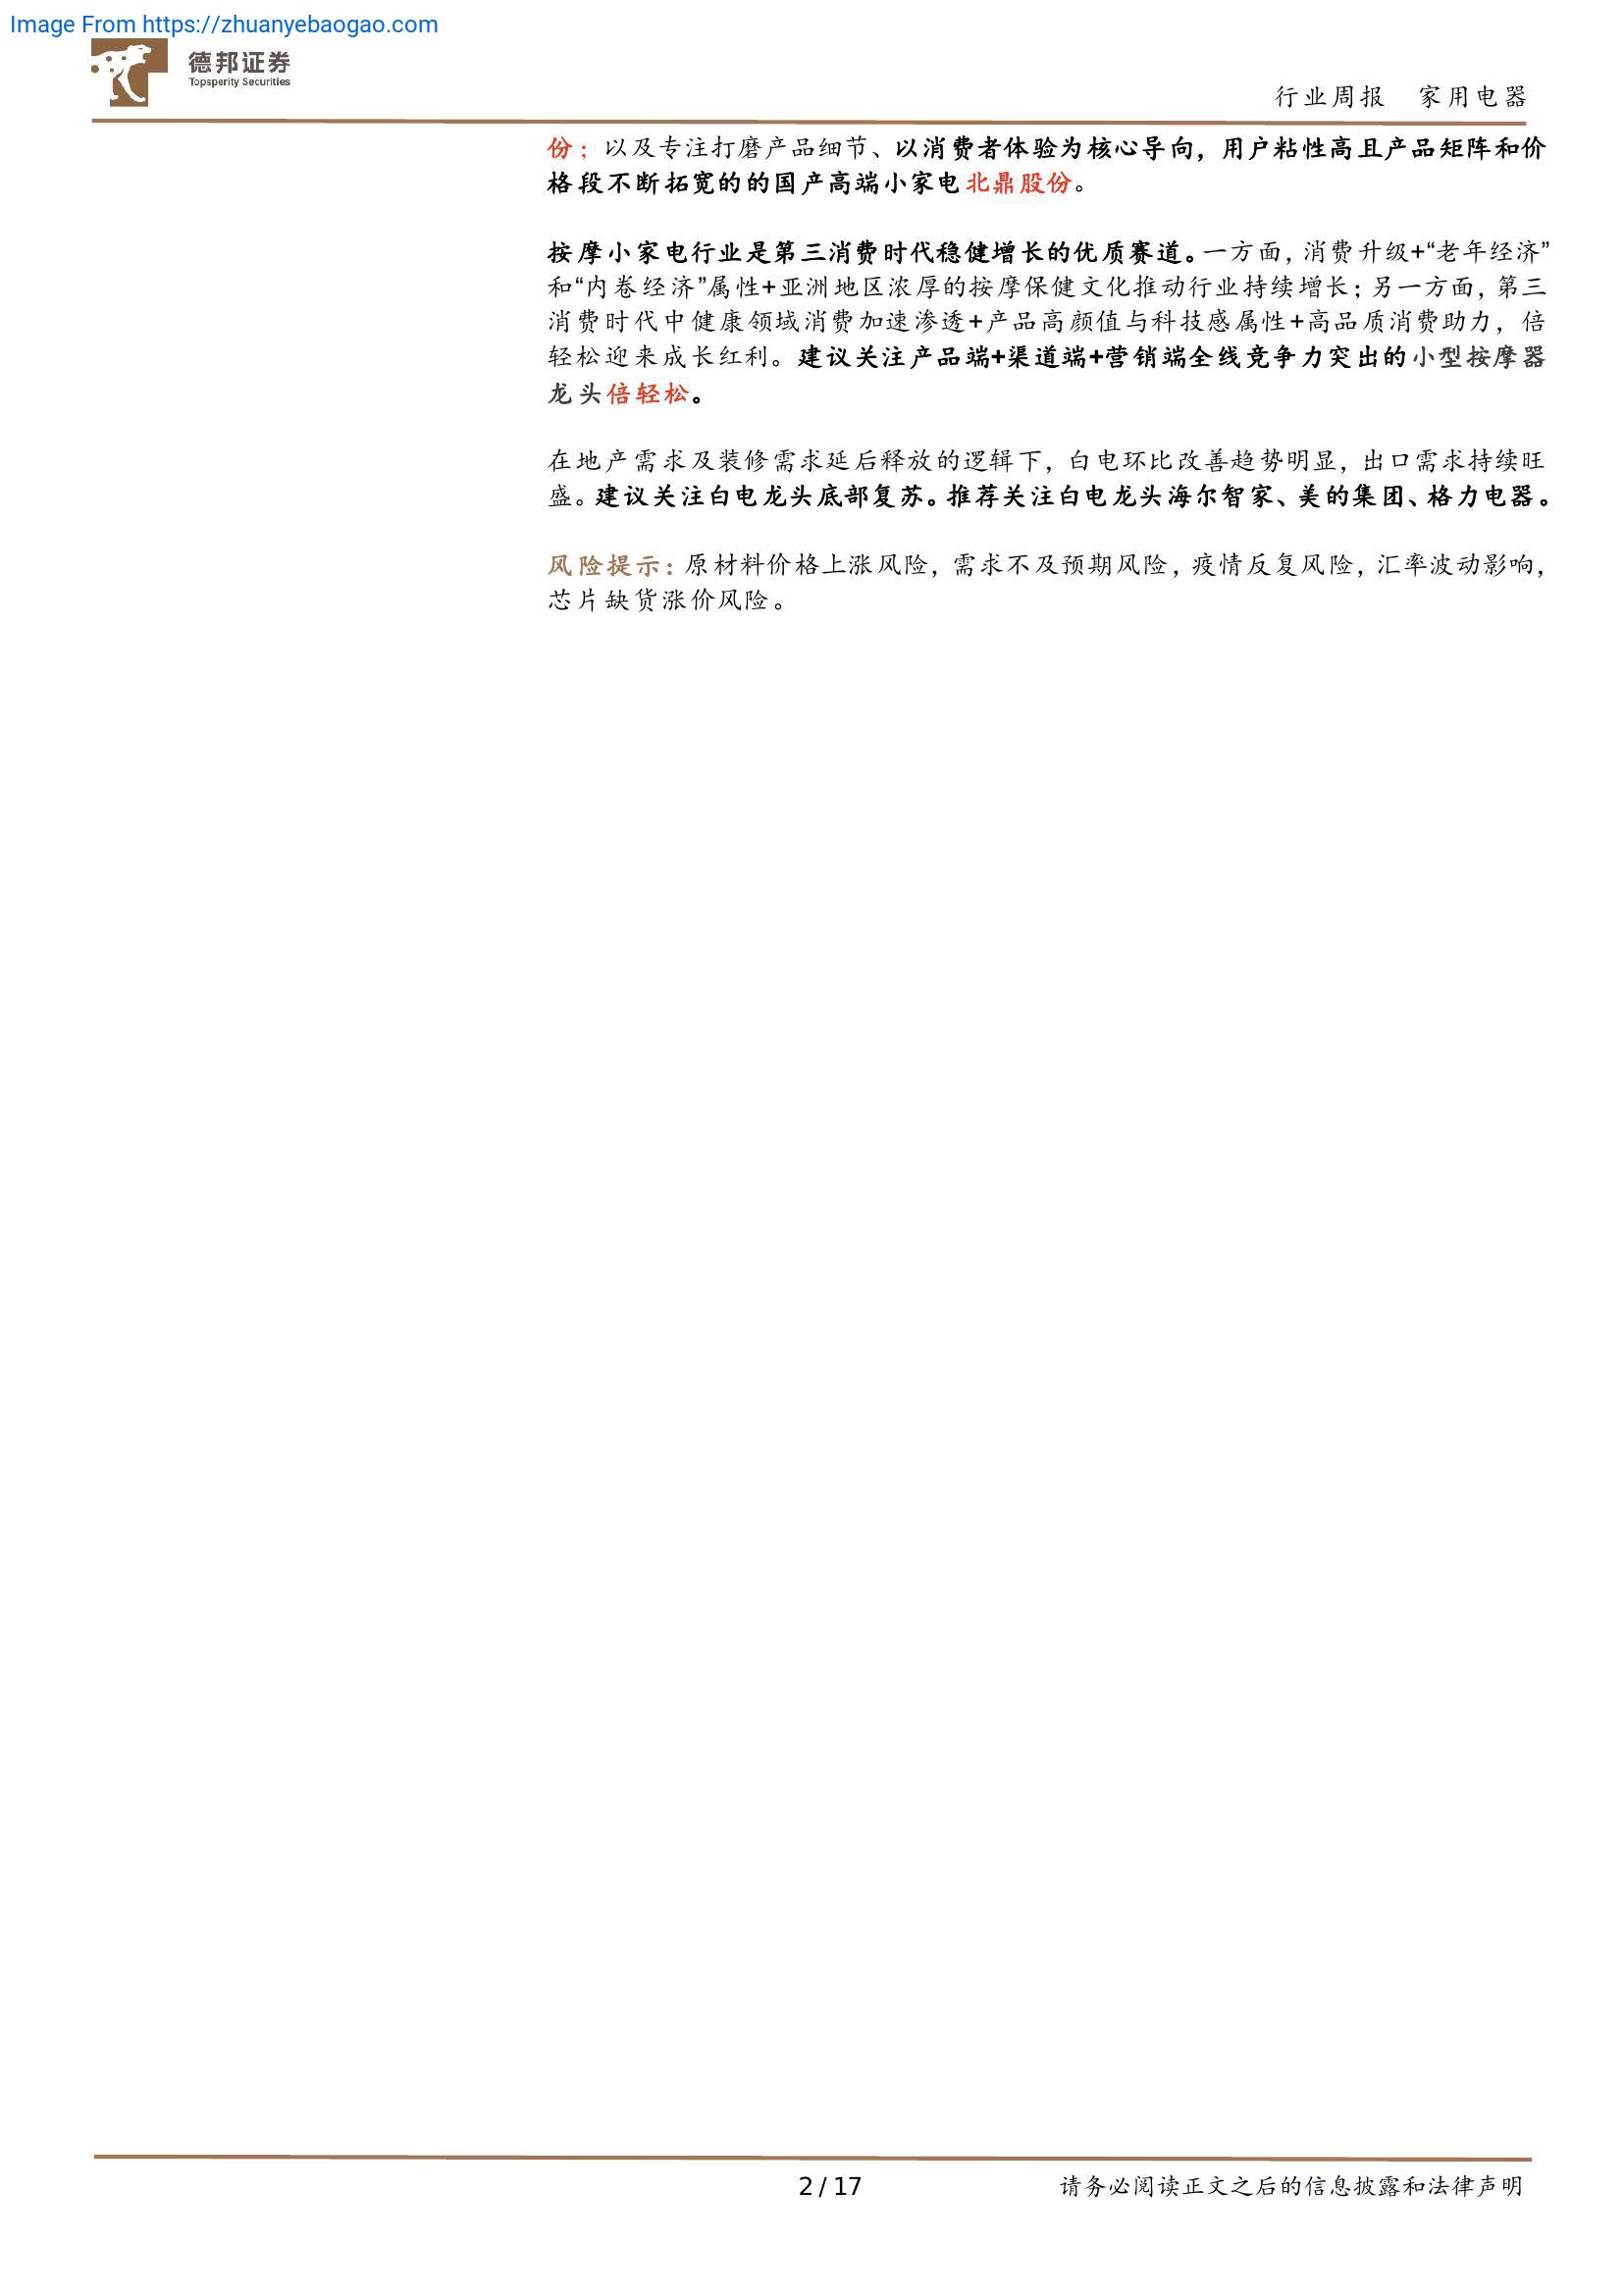 Image From https://zhuanyebaogao.com
德邦证券
Topsperity Securities
行业周报 家用电器
份；以及专注打磨产品细节、以消费者体验为核心导向，用户粘性高且产品矩阵和价
格段不断拓宽的的国产高端小家电北鼎股份。
按摩小家电行业是第三消费时代稳健增长的优质赛道。一方面，消费升级+“老年经济”
和“内卷经济”属性+亚洲地区浓厚的按摩保健文化推动行业持续增长；另一方面，第三
消费时代中健康领域消费加速渗透+产品高颜值与科技感属性+高品质消费助力，倍
轻松迎来成长红利。建议关注产品端+渠道端+营销端全线竞争力突出的小型按摩器
龙头倍轻松。
在地产需求及装修需求延后释放的逻辑下，白电环比改善趋势明显，出口需求持续旺
盛。建议关注白电龙头底部复苏。推荐关注白电龙头海尔智家、美的集团、格力电器。
风险提示：原材料价格上涨风险，需求不及预期风险，疫情反复风险，汇率波动影响，
芯片缺货涨价风险。
2 / 17
请务必阅读正文之后的信息披露和法律声明